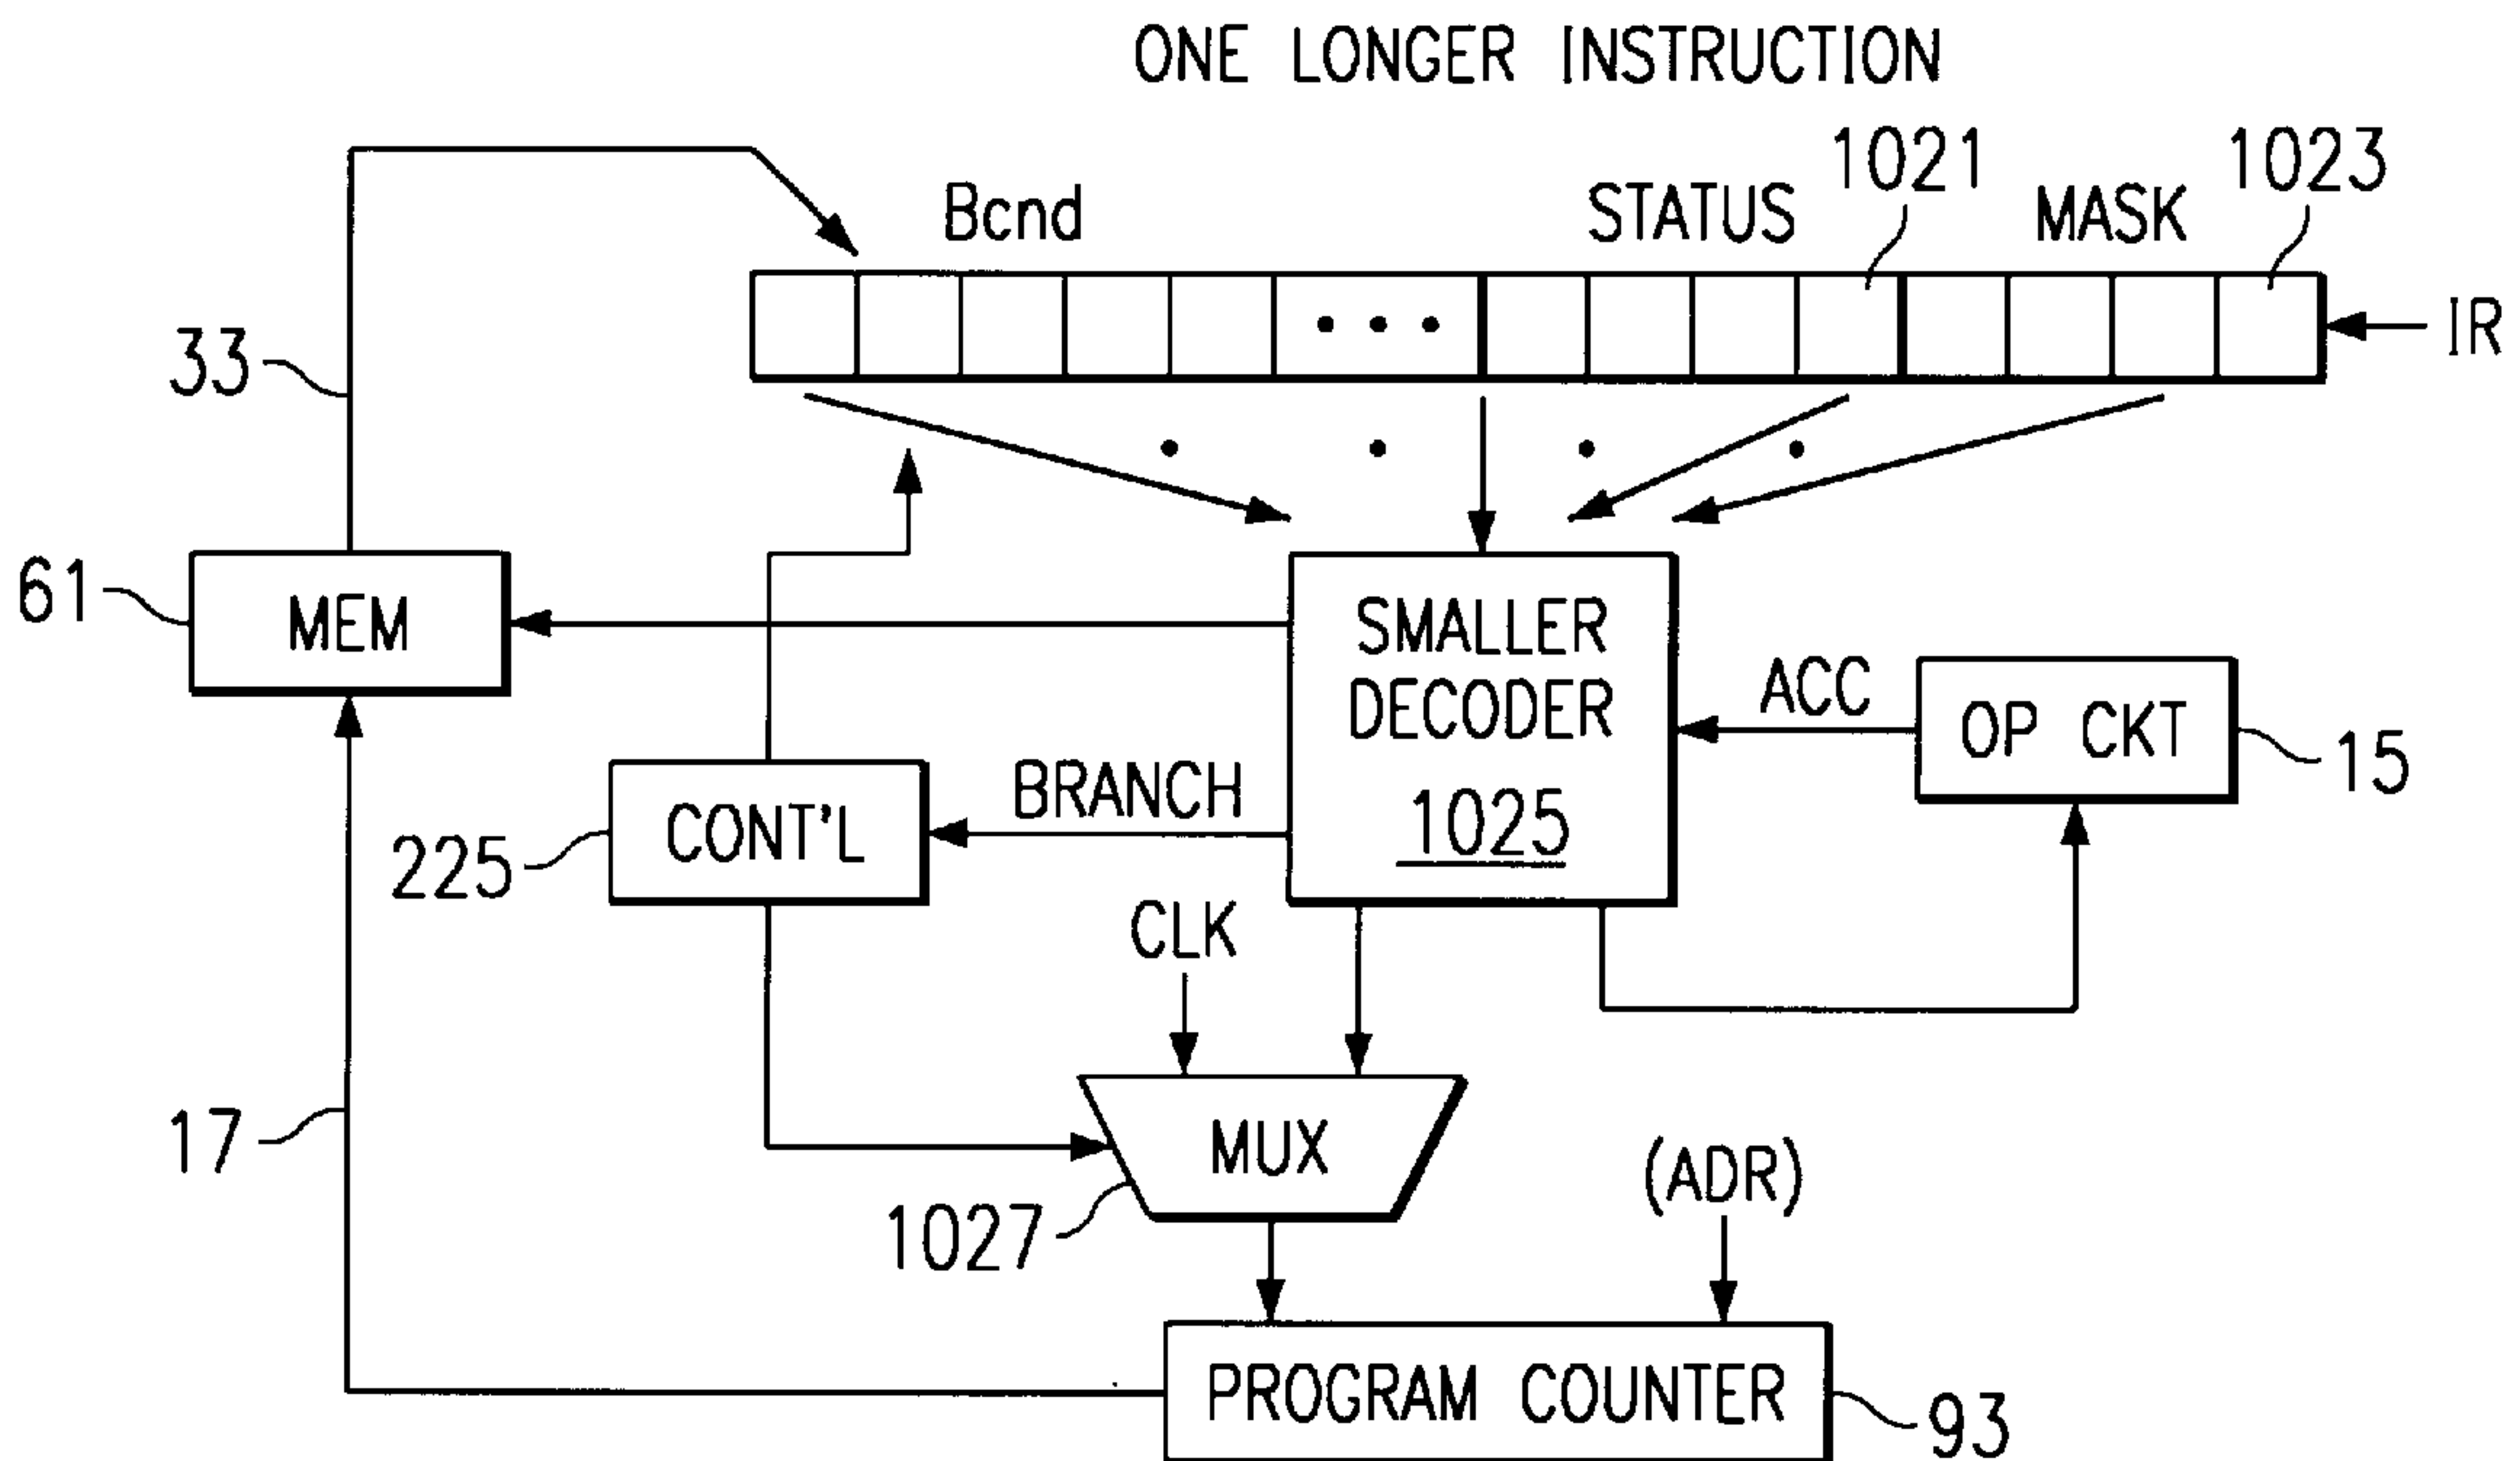 ONE LONGER INSTRUCTION
1021
1023
Bcnd
STATUS
MASK
IR
33
61
MEM
SMALLER
DECODER
1025
ACC
OP CKT
15
BRANCH
CONT'L
225
CLK
17
MUX
1027
(ADR)
PROGRAM COUNTER
93